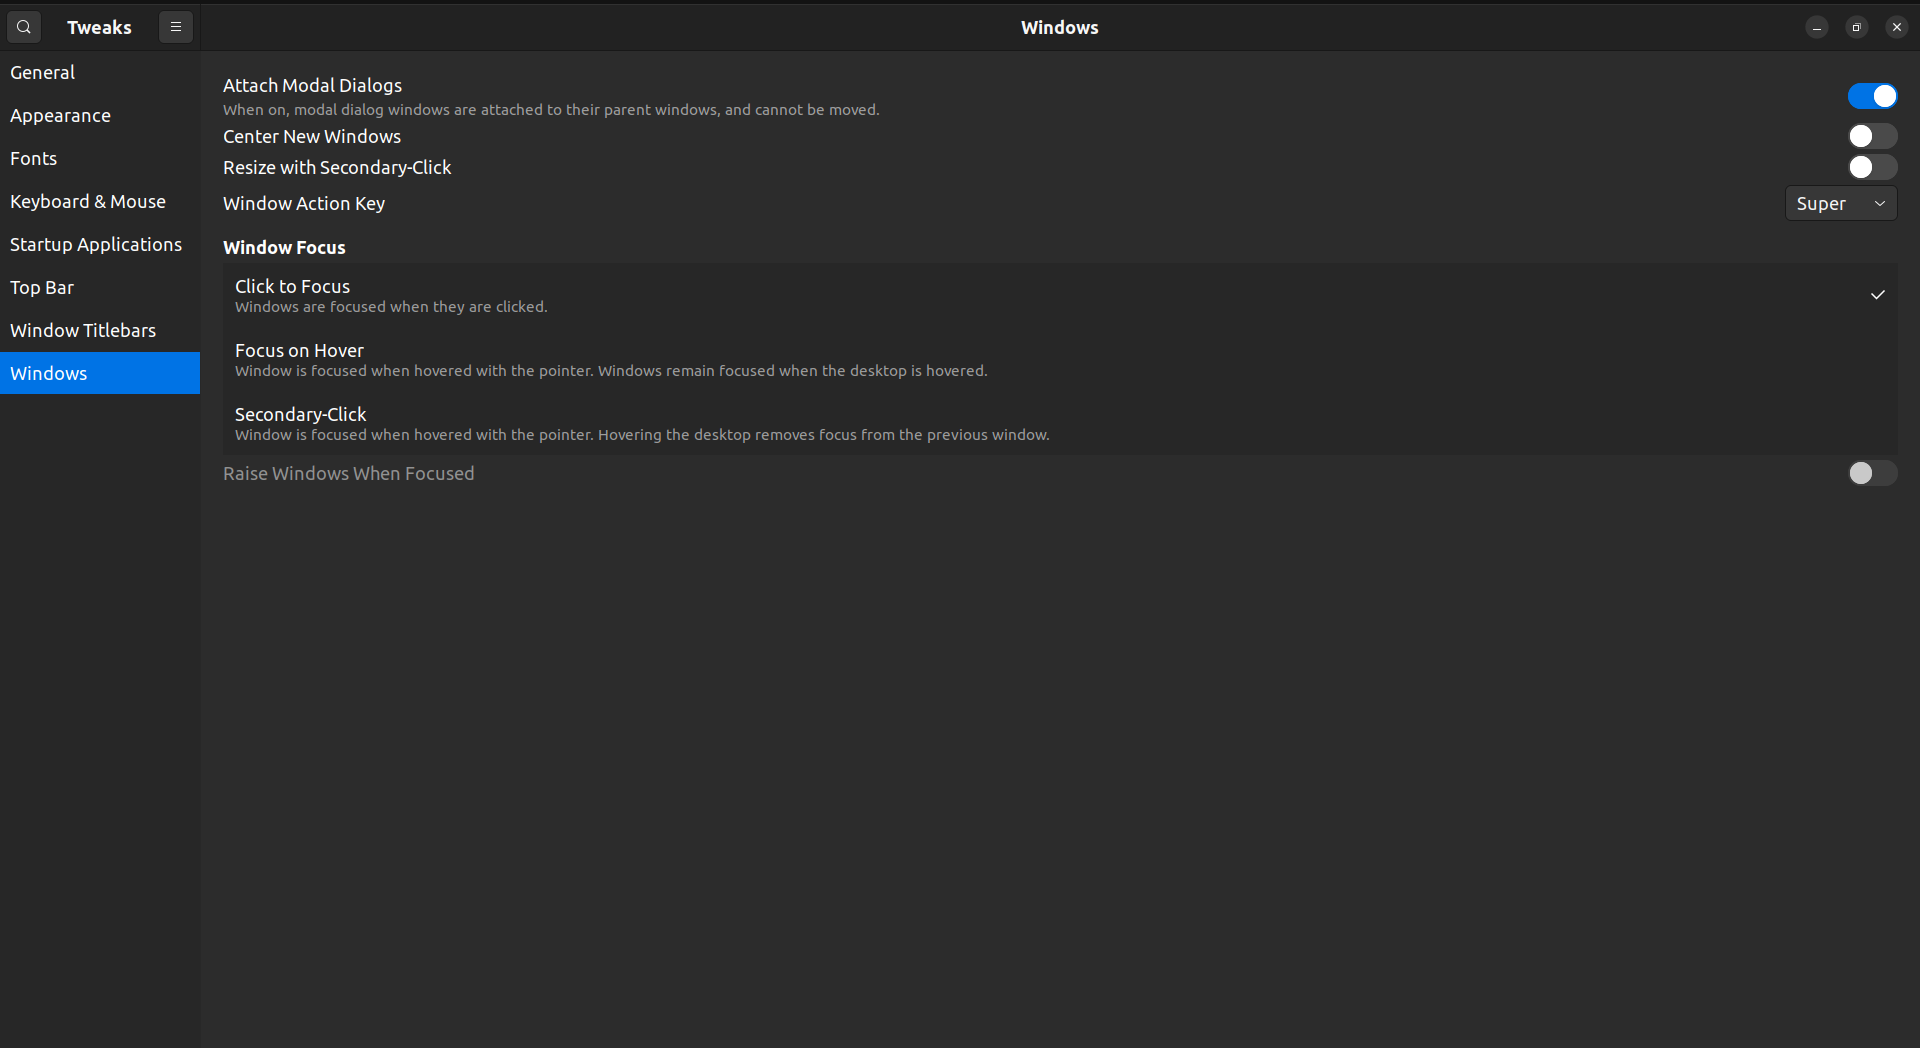 Tweaks
Windows
General
Appearance
Fonts
Keyboard & Mouse
Startup Applications
Top Bar
Window Titlebars
Windows
Attach Modal Dialogs
When on, modal dialog windows are attached to their parent windows, and cannot be moved.
Center New Windows
Resize with Secondary-Click
Window Action Key
Super
Window Focus
Click to Focus
Windows are focused when they are clicked.
Focus on Hover
Window is focused when hovered with the pointer. Windows remain focused when the desktop is hovered.
Secondary-Click
Window is focused when hovered with the pointer. Hovering the desktop removes focus from the previous window.
Raise Windows When Focused